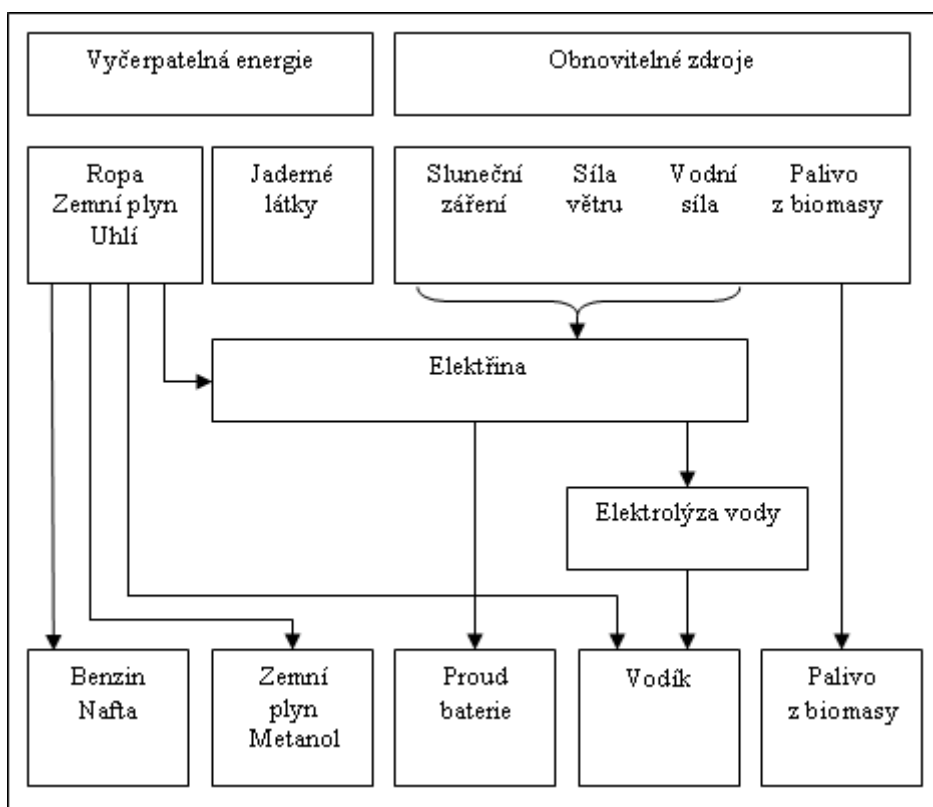 Vyčerpatelná energie
Obnovitelné zdroje
Ropa
Zemní plyn
Uhlí
Jaderné
látky
Sluneční
záření
Síla
větru
Vodní
síla
Palivo
z biomasy
Elektřina
Elektrolýza vody
Benzin
Nafta
Zemní
plyn
Metanol
Proud
baterie
Vodík
Palivo
z biomasy